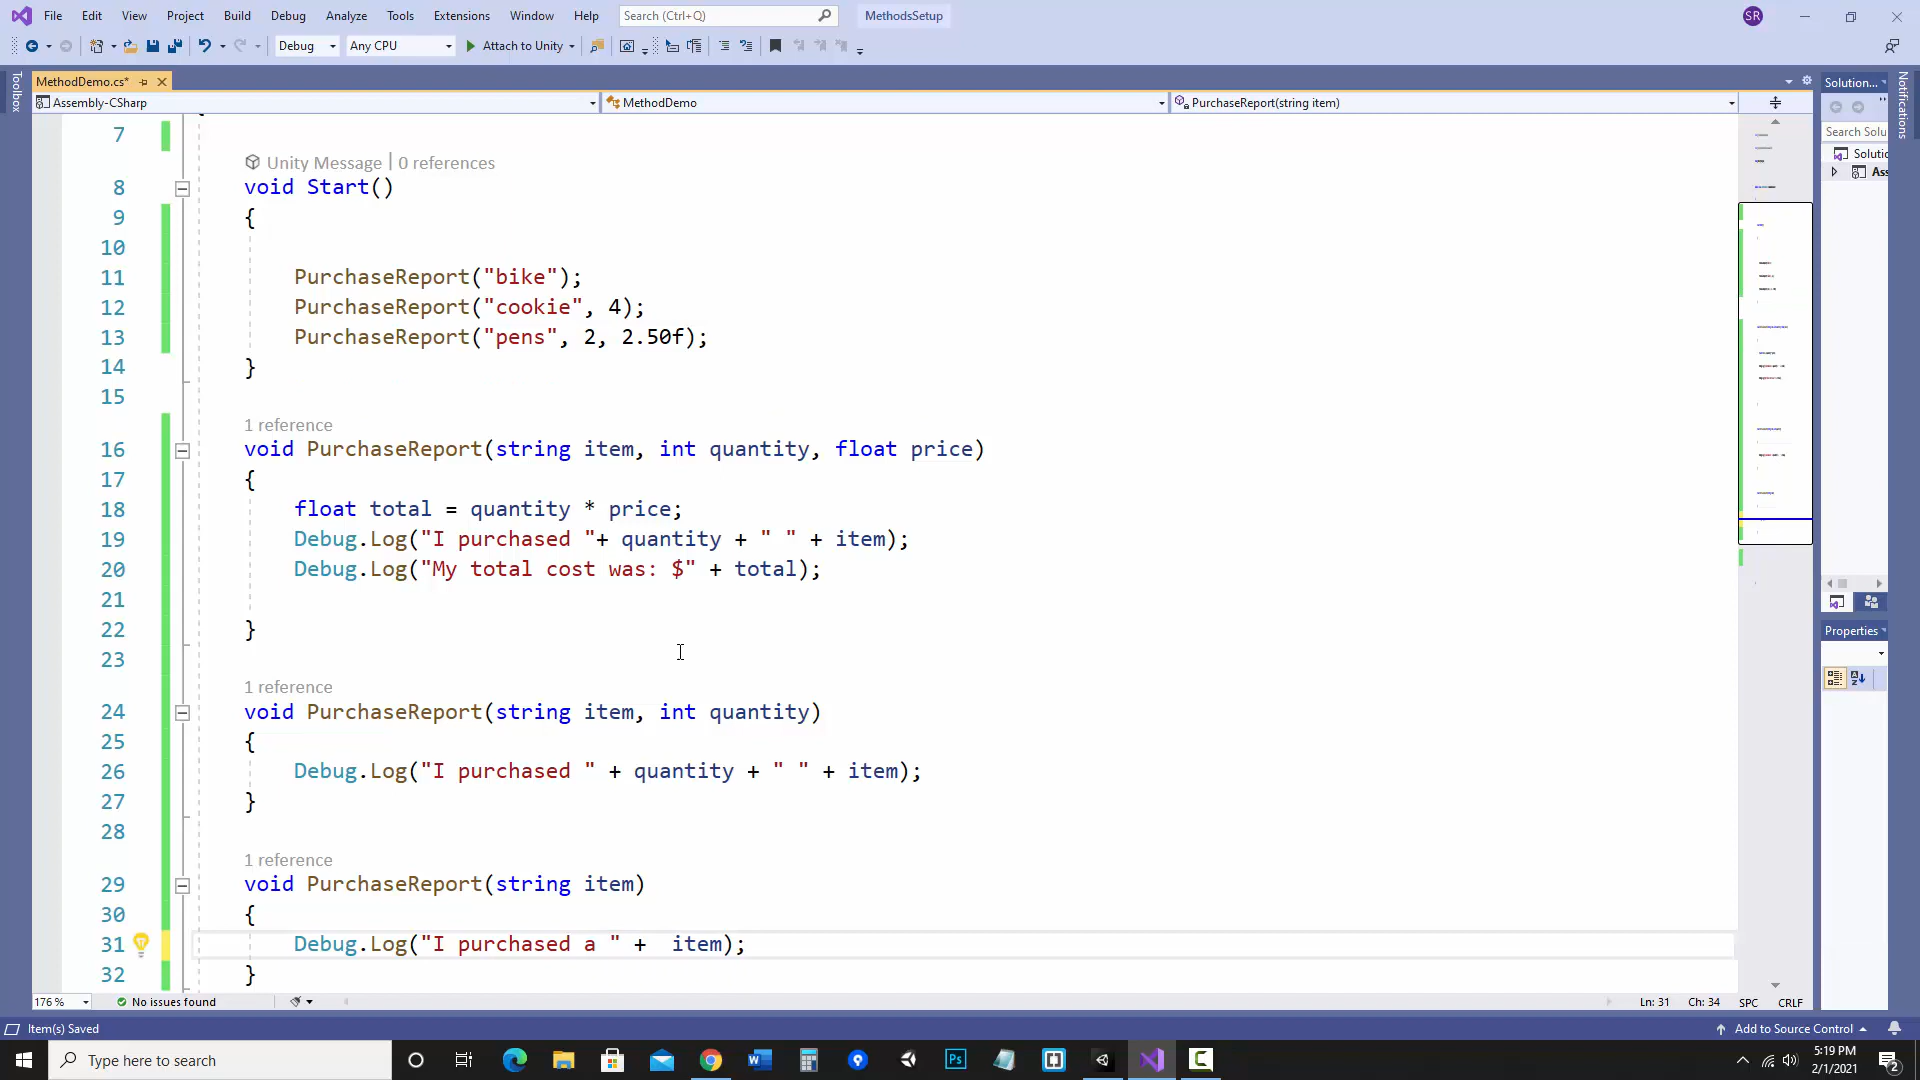 File Edit View Project Build Debug Analyze Tools Extensions Window Help Search (Ctrl+Q) MethodsSetup SR
Debug Any CPU Attach to Unity
Toolbox
MethodDemo.cs*
Assembly-CSharp MethodDemo PurchaseReport(string item)
Solution...
Notifications
Search Solu
Solutio
Ass
7
Unity Message | 0 references
8 void Start()
9 {
10
11 PurchaseReport("bike");
12 PurchaseReport("cookie", 4);
13 PurchaseReport("pens", 2, 2.50f);
14 }
15
1 reference
16 void PurchaseReport(string item, int quantity, float price)
17 {
18 float total = quantity * price;
19 Debug.Log("I purchased "+ quantity + " " + item);
20 Debug.Log("My total cost was: $" + total);
21
22 }
23
1 reference
24 void PurchaseReport(string item, int quantity)
25 {
26 Debug.Log("I purchased " + quantity + " " + item);
27 }
28
1 reference
29 void PurchaseReport(string item)
30 {
31 Debug.Log("I purchased a " +  item);
32 }
Properties
176 % No issues found Ln: 31 Ch: 34 SPC CRLF
Item(s) Saved Add to Source Control
Type here to search
5:19 PM
2/1/2021
2